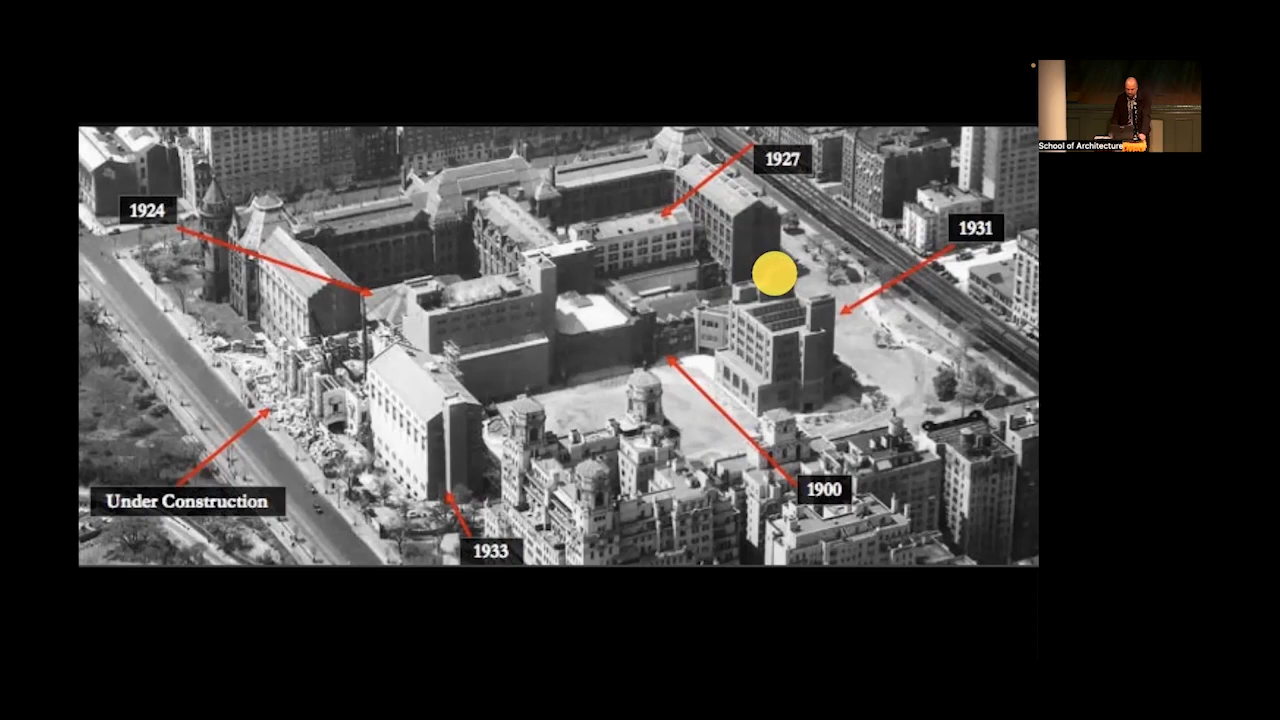 1927
School of Architecture
1924
1931
1900
Under Construction
1933